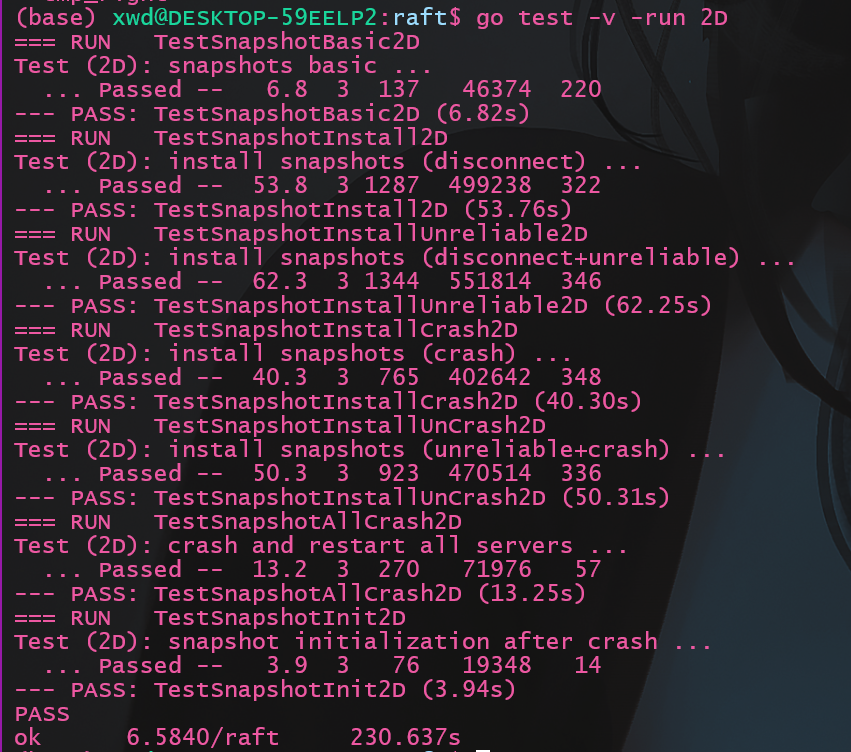 (base) xwd@DESKTOP-59EELP2:raft$ go test -v -run 2D
=== RUN   TestSnapshotBasic2D
Test (2D): snapshots basic ...
  ... Passed --   6.8  3  137   46374  220
--- PASS: TestSnapshotBasic2D (6.82s)
=== RUN   TestSnapshotInstall2D
Test (2D): install snapshots (disconnect) ...
  ... Passed --  53.8  3 1287  499238  322
--- PASS: TestSnapshotInstall2D (53.76s)
=== RUN   TestSnapshotInstallUnreliable2D
Test (2D): install snapshots (disconnect+unreliable) ...
  ... Passed --  62.3  3 1344  551814  346
--- PASS: TestSnapshotInstallUnreliable2D (62.25s)
=== RUN   TestSnapshotInstallCrash2D
Test (2D): install snapshots (crash) ...
  ... Passed --  40.3  3  765  402642  348
--- PASS: TestSnapshotInstallCrash2D (40.30s)
=== RUN   TestSnapshotInstallUnCrash2D
Test (2D): install snapshots (unreliable+crash) ...
  ... Passed --  50.3  3  923  470514  336
--- PASS: TestSnapshotInstallUnCrash2D (50.31s)
=== RUN   TestSnapshotAllCrash2D
Test (2D): crash and restart all servers ...
  ... Passed --  13.2  3  270   71976   57
--- PASS: TestSnapshotAllCrash2D (13.25s)
=== RUN   TestSnapshotInit2D
Test (2D): snapshot initialization after crash ...
  ... Passed --   3.9  3   76   19348   14
--- PASS: TestSnapshotInit2D (3.94s)
PASS
ok      6.5840/raft     230.637s